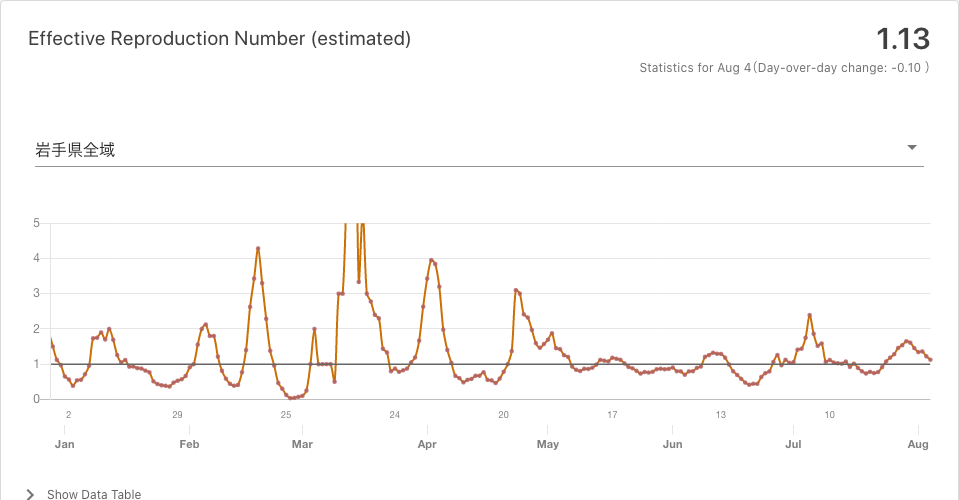 Effective Reproduction Number (estimated)
1.13
Statistics for Aug 4(Day-over-day change: -0.10 )
岩手県全域
5
4
3
2
1
0
2 29 25 24 20 17 13 10
Jan Feb Mar Apr May Jun Jul Aug
Show Data Table